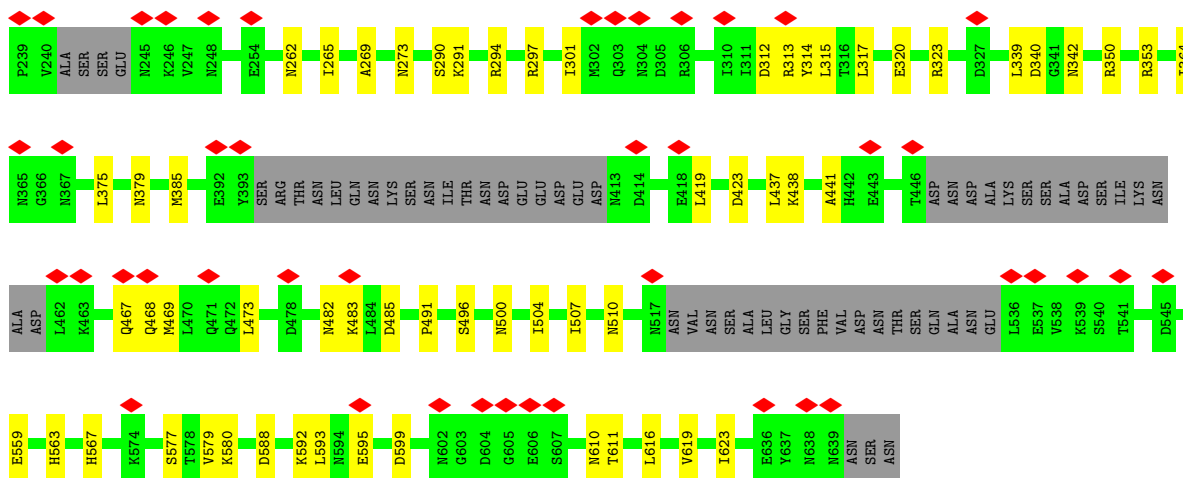 P239 V240 ALA SER SER GLU N245 K246 V247 N248 E254 N262 I265 A269 N273 S290 K291 R294 R297 I301 M302 Q303 N304 D305 R306 I310 I311 D312 R313 Y314 L315 T316 L317 E320 R323 D327 L339 D340 G341 N342 R350 R353
N365 G366 N367 L375 N379 M385 E392 Y393 SER ARG THR ASN LEU GLN ASN LYS SER ASN ILE THR ASN ASP GLU GLU ASP GLU ASP N413 D414 E418 L419 D423 L437 K438 A441 H442 E443 T446 ASP ASN ASP ALA LYS SER SER ALA ASP SER ILE LYS ASN
ALA ASP L462 K463 Q467 Q468 M469 L470 Q471 Q472 L473 D478 N482 K483 L484 D485 P491 S496 N500 I504 I507 N510 N517 ASN VAL ASN SER ALA LEU GLY SER PHE VAL ASP ASN THR SER GLN ALA ASN GLU L536 E537 V538 K539 S540 T541 D545
E559 H563 H567 K574 S577 T578 V579 K580 D588 K592 L593 N594 E595 D599 N602 G603 D604 G605 E606 S607 N610 T611 L616 V619 I623 E636 Y637 N638 N639 ASN SER ASN